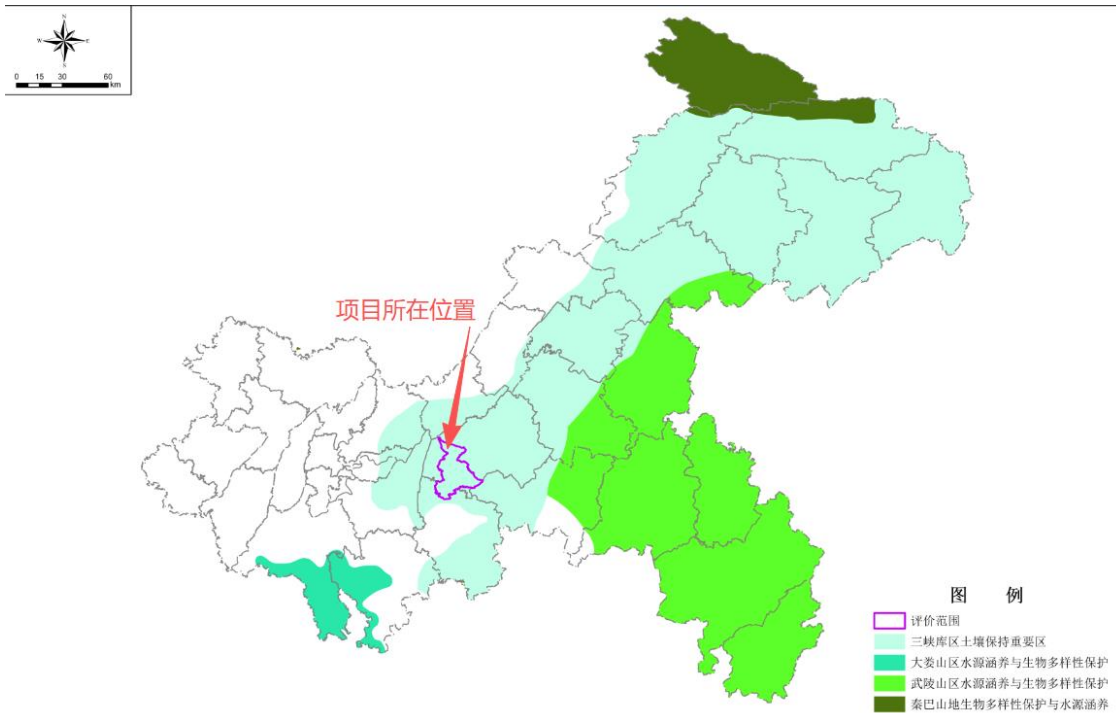 N
W
E
S
0 15 30 60
km
项目所在位置
图 例
评价范围
三峡库区土壤保持重要区
大娄山区水源涵养与生物多样性保护
武陵山区水源涵养与生物多样性保护
秦巴山地生物多样性保护与水源涵养